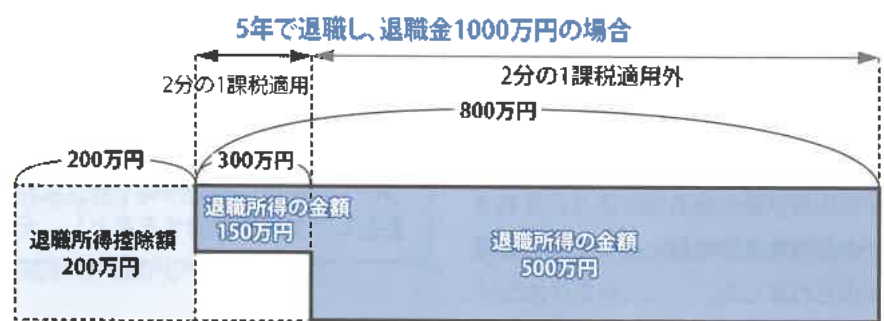 5年で退職し、退職金1000万円の場合
2分の1課税適用
2分の1課税適用外
800万円
200万円
300万円
退職所得控除額
200万円
退職所得の金額
150万円
退職所得の金額
500万円